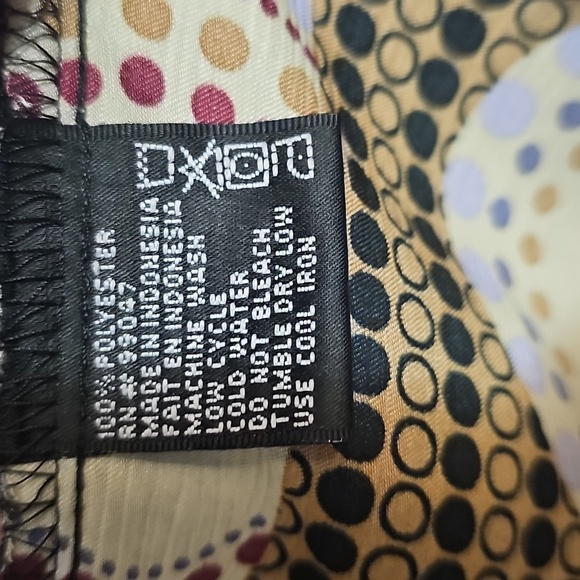 100% POLYESTER
RN #: 99047
MADE IN INDONESIA
FAIT EN INDONESIA
MACHINE WASH
LOW CYCLE
COLD WATER
DO NOT BLEACH
TUMBLE DRY LOW
USE COOL IRON